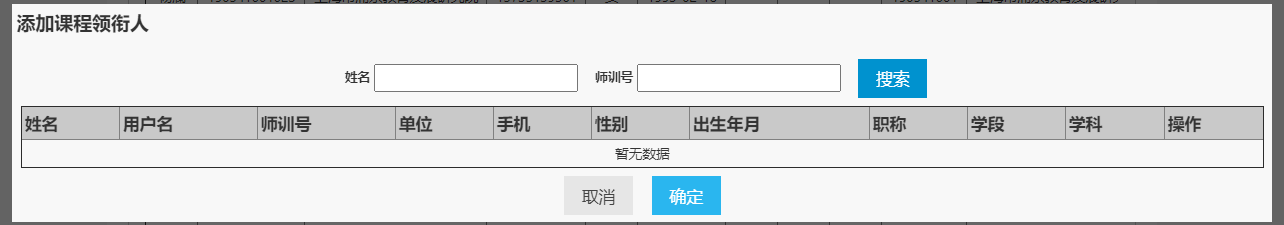 添加课程领衔人
姓名 师训号 搜索
姓名 用户名 师训号 单位 手机 性别 出生年月 职称 学段 学科 操作
暂无数据
取消 确定